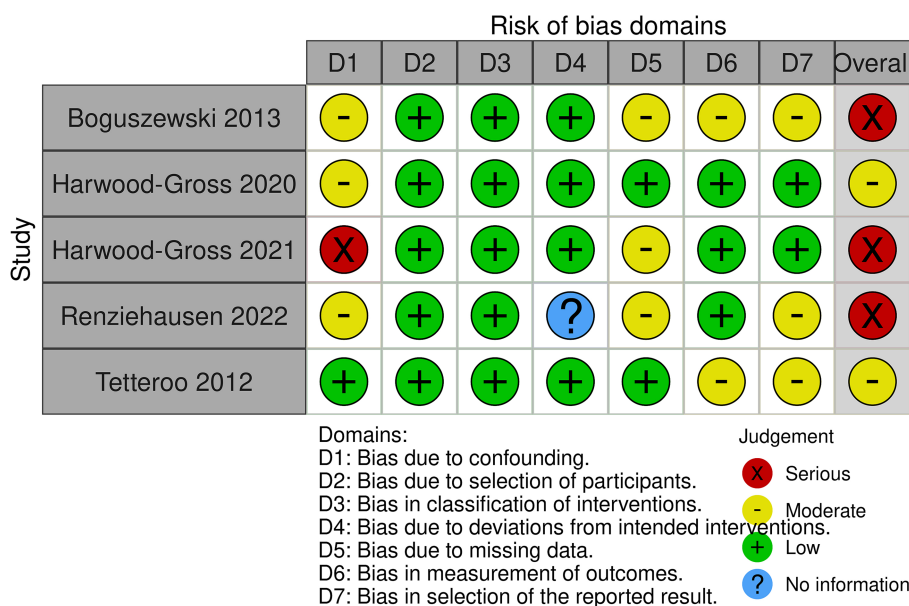 Risk of bias domains
D1 D2 D3 D4 D5 D6 D7 Overal
Study
Boguszewski 2013 - + + + - - - X
Harwood-Gross 2020 - + + + + + + -
Harwood-Gross 2021 X + + + - + + X
Renziehausen 2022 - + + ? - + - X
Tetteroo 2012 + + + + + - - -
Domains:
D1: Bias due to confounding.
D2: Bias due to selection of participants.
D3: Bias in classification of interventions.
D4: Bias due to deviations from intended interventions.
D5: Bias due to missing data.
D6: Bias in measurement of outcomes.
D7: Bias in selection of the reported result.
Judgement
X Serious
- Moderate
+ Low
? No information